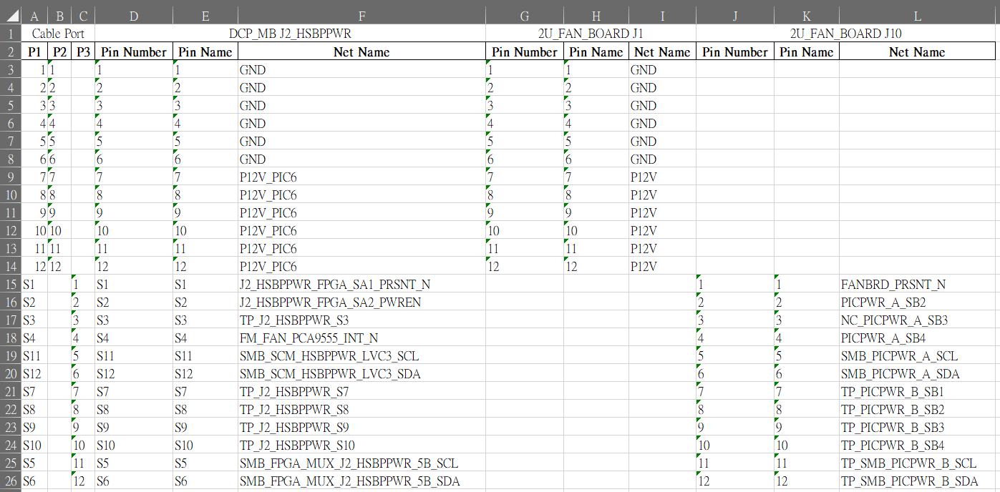 A B C D E F G H I J K L
1 Cable Port DCP_MB J2_HSBPPWR 2U_FAN_BOARD J1 2U_FAN_BOARD J10
2 P1 P2 P3 Pin Number Pin Name Net Name Pin Number Pin Name Net Name Pin Number Pin Name Net Name
3 1 1 1 1 GND 1 1 GND
4 2 2 2 2 GND 2 2 GND
5 3 3 3 3 GND 3 3 GND
6 4 4 4 4 GND 4 4 GND
7 5 5 5 5 GND 5 5 GND
8 6 6 6 6 GND 6 6 GND
9 7 7 7 7 P12V_PIC6 7 7 P12V
10 8 8 8 8 P12V_PIC6 8 8 P12V
11 9 9 9 9 P12V_PIC6 9 9 P12V
12 10 10 10 10 P12V_PIC6 10 10 P12V
13 11 11 11 11 P12V_PIC6 11 11 P12V
14 12 12 12 12 P12V_PIC6 12 12 P12V
15 S1 1 S1 S1 J2_HSBPPWR_FPGA_SA1_PRSNT_N 1 1 FANBRD_PRSNT_N
16 S2 2 S2 S2 J2_HSBPPWR_FPGA_SA2_PWREN 2 2 PICPWR_A_SB2
17 S3 3 S3 S3 TP_J2_HSBPPWR_S3 3 3 NC_PICPWR_A_SB3
18 S4 4 S4 S4 FM_FAN_PCA9555_INT_N 4 4 PICPWR_A_SB4
19 S11 5 S11 S11 SMB_SCM_HSBPPWR_LVC3_SCL 5 5 SMB_PICPWR_A_SCL
20 S12 6 S12 S12 SMB_SCM_HSBPPWR_LVC3_SDA 6 6 SMB_PICPWR_A_SDA
21 S7 7 S7 S7 TP_J2_HSBPPWR_S7 7 7 TP_PICPWR_B_SB1
22 S8 8 S8 S8 TP_J2_HSBPPWR_S8 8 8 TP_PICPWR_B_SB2
23 S9 9 S9 S9 TP_J2_HSBPPWR_S9 9 9 TP_PICPWR_B_SB3
24 S10 10 S10 S10 TP_J2_HSBPPWR_S10 10 10 TP_PICPWR_B_SB4
25 S5 11 S5 S5 SMB_FPGA_MUX_J2_HSBPPWR_5B_SCL 11 11 TP_SMB_PICPWR_B_SCL
26 S6 12 S6 S6 SMB_FPGA_MUX_J2_HSBPPWR_5B_SDA 12 12 TP_SMB_PICPWR_B_SDA